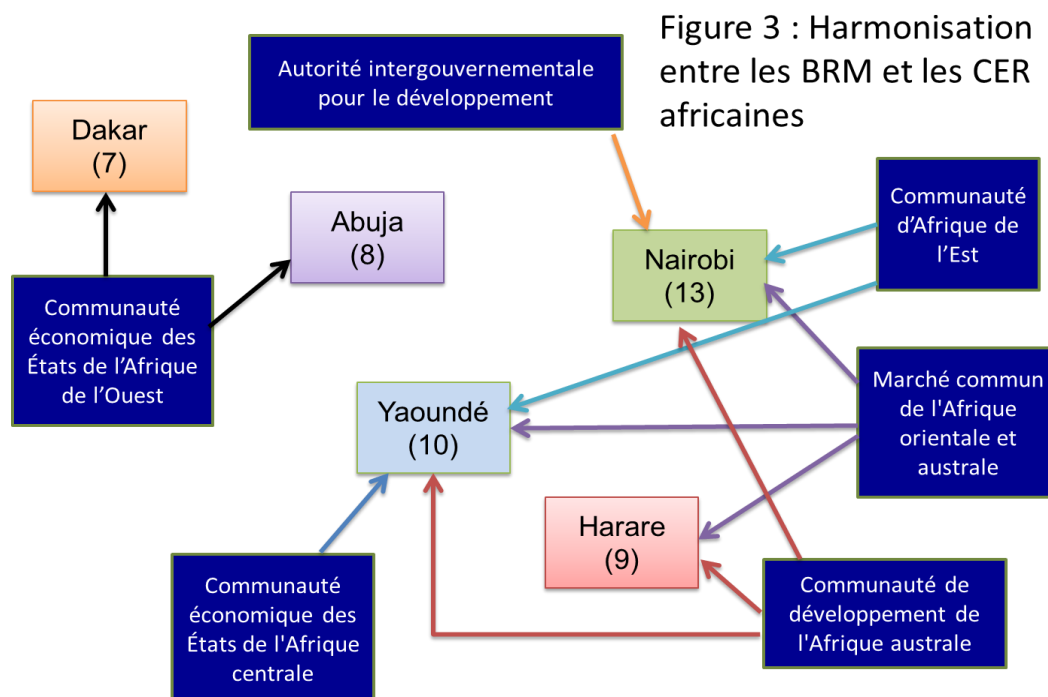 Figure 3 : Harmonisation
entre les BRM et les CER
africaines
Autorité intergouvernementale
pour le développement
Dakar
(7)
Abuja
(8)
Communauté
d’Afrique de
l’Est
Nairobi
(13)
Communauté
économique des
États de l’Afrique
de l’Ouest
Marché commun
de l'Afrique
orientale et
australe
Yaoundé
(10)
Harare
(9)
Communauté
économique des
États de l'Afrique
centrale
Communauté de
développement de
l'Afrique australe